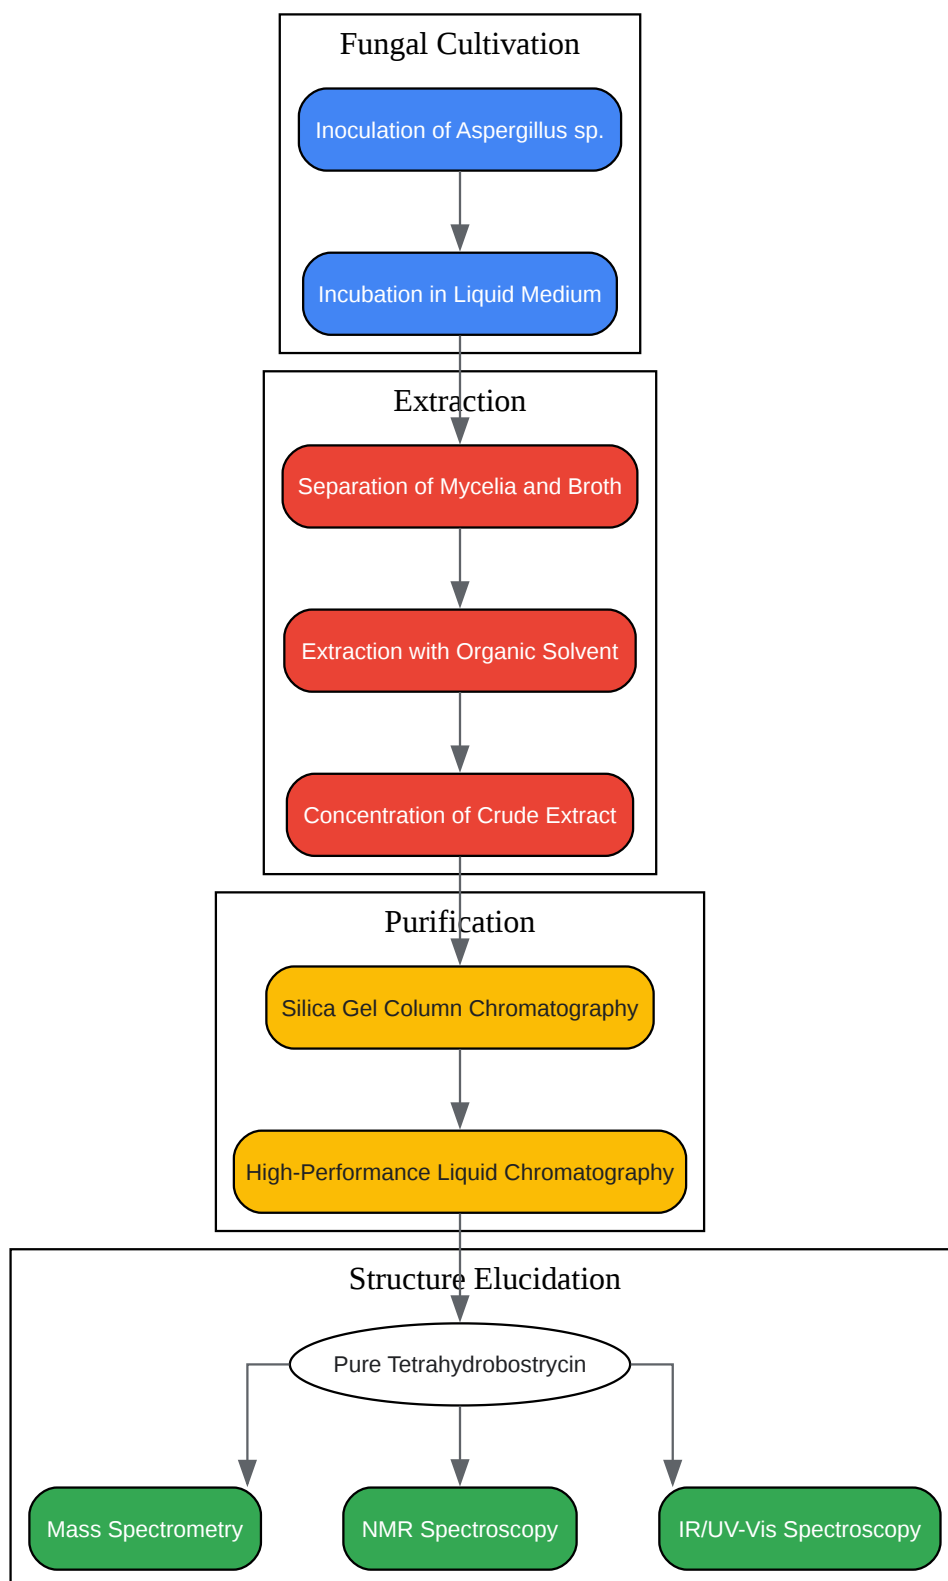 Fungal Cultivation
Inoculation of Aspergillus sp.
Incubation in Liquid Medium
Extraction
Separation of Mycelia and Broth
Extraction with Organic Solvent
Concentration of Crude Extract
Purification
Silica Gel Column Chromatography
High-Performance Liquid Chromatography
Structure Elucidation
Pure Tetrahydrobostrycin
Mass Spectrometry
NMR Spectroscopy
IR/UV-Vis Spectroscopy